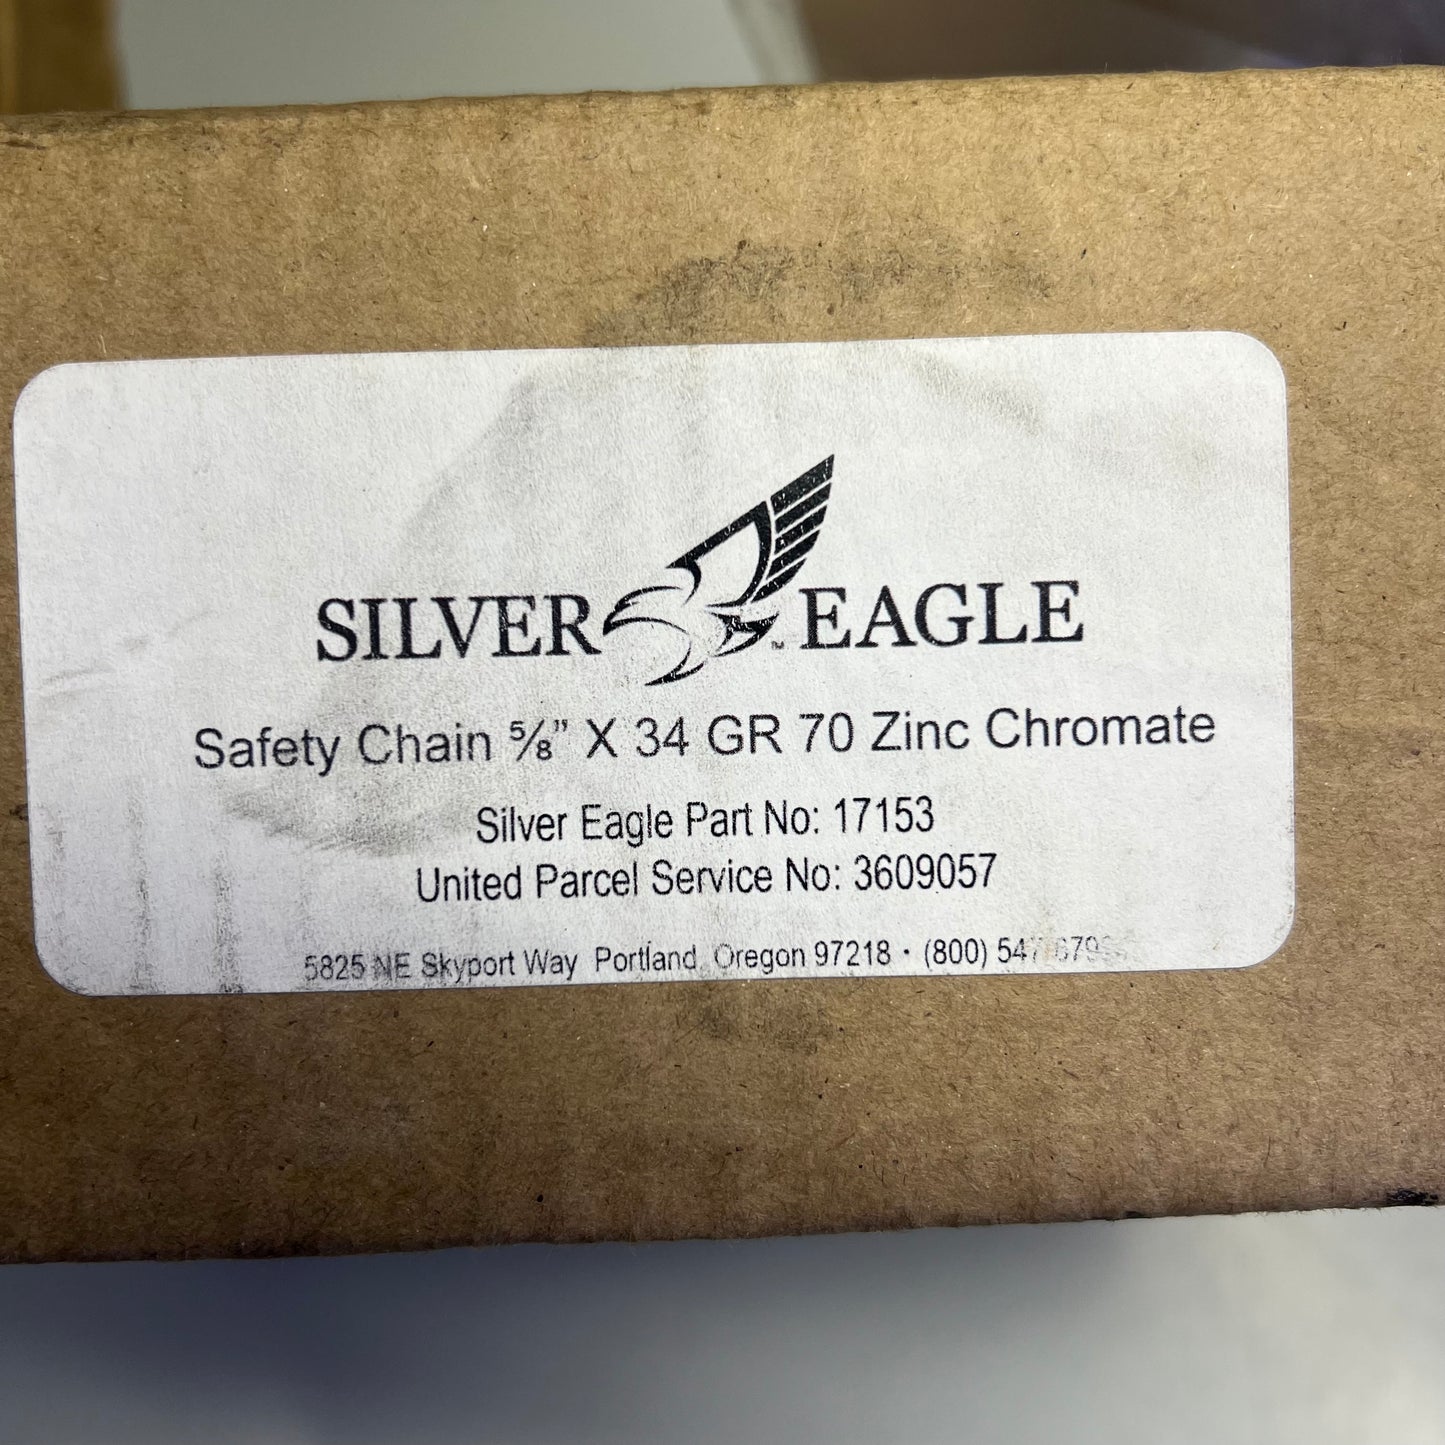 SILVER EAGLE
Safety Chain ⅝” X 34 GR 70 Zinc Chromate
Silver Eagle Part No: 17153
United Parcel Service No: 3609057
5825 NE Skyport Way Portland, Oregon 97218 · (800)